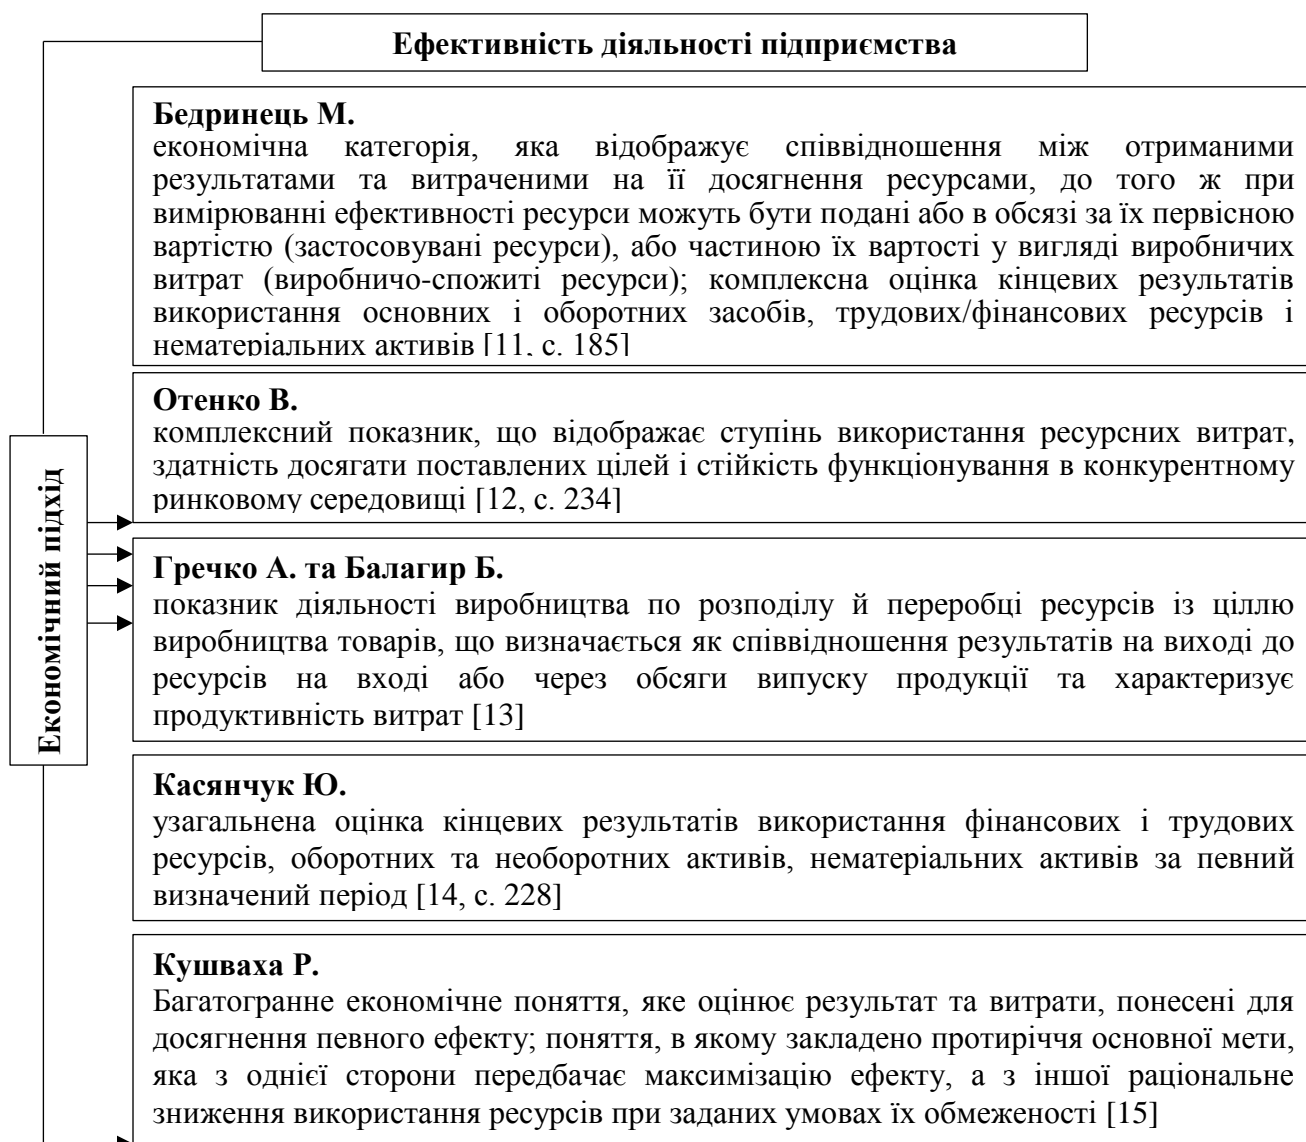 Ефективність діяльності підприємства
Економічний підхід
Бедринець М.
економічна категорія, яка відображує співвідношення між отриманими
результатами та витраченими на її досягнення ресурсами, до того ж при
вимірюванні ефективності ресурси можуть бути подані або в обсязі за їх первісною
вартістю (застосовувані ресурси), або частиною їх вартості у вигляді виробничих
витрат (виробничо-спожиті ресурси); комплексна оцінка кінцевих результатів
використання основних і оборотних засобів, трудових/фінансових ресурсів і
нематеріальних активів [11, с. 185]
Отенко В.
комплексний показник, що відображає ступінь використання ресурсних витрат,
здатність досягати поставлених цілей і стійкість функціонування в конкурентному
ринковому середовищі [12, с. 234]
Гречко А. та Балагир Б.
показник діяльності виробництва по розподілу й переробці ресурсів із ціллю
виробництва товарів, що визначається як співвідношення результатів на виході до
ресурсів на вході або через обсяги випуску продукції та характеризує
продуктивність витрат [13]
Касянчук Ю.
узагальнена оцінка кінцевих результатів використання фінансових і трудових
ресурсів, оборотних та необоротних активів, нематеріальних активів за певний
визначений період [14, с. 228]
Кушваха Р.
Багатогранне економічне поняття, яке оцінює результат та витрати, понесені для
досягнення певного ефекту; поняття, в якому закладено протиріччя основної мети,
яка з однієї сторони передбачає максимізацію ефекту, а з іншої раціональне
зниження використання ресурсів при заданих умовах їх обмеженості [15]